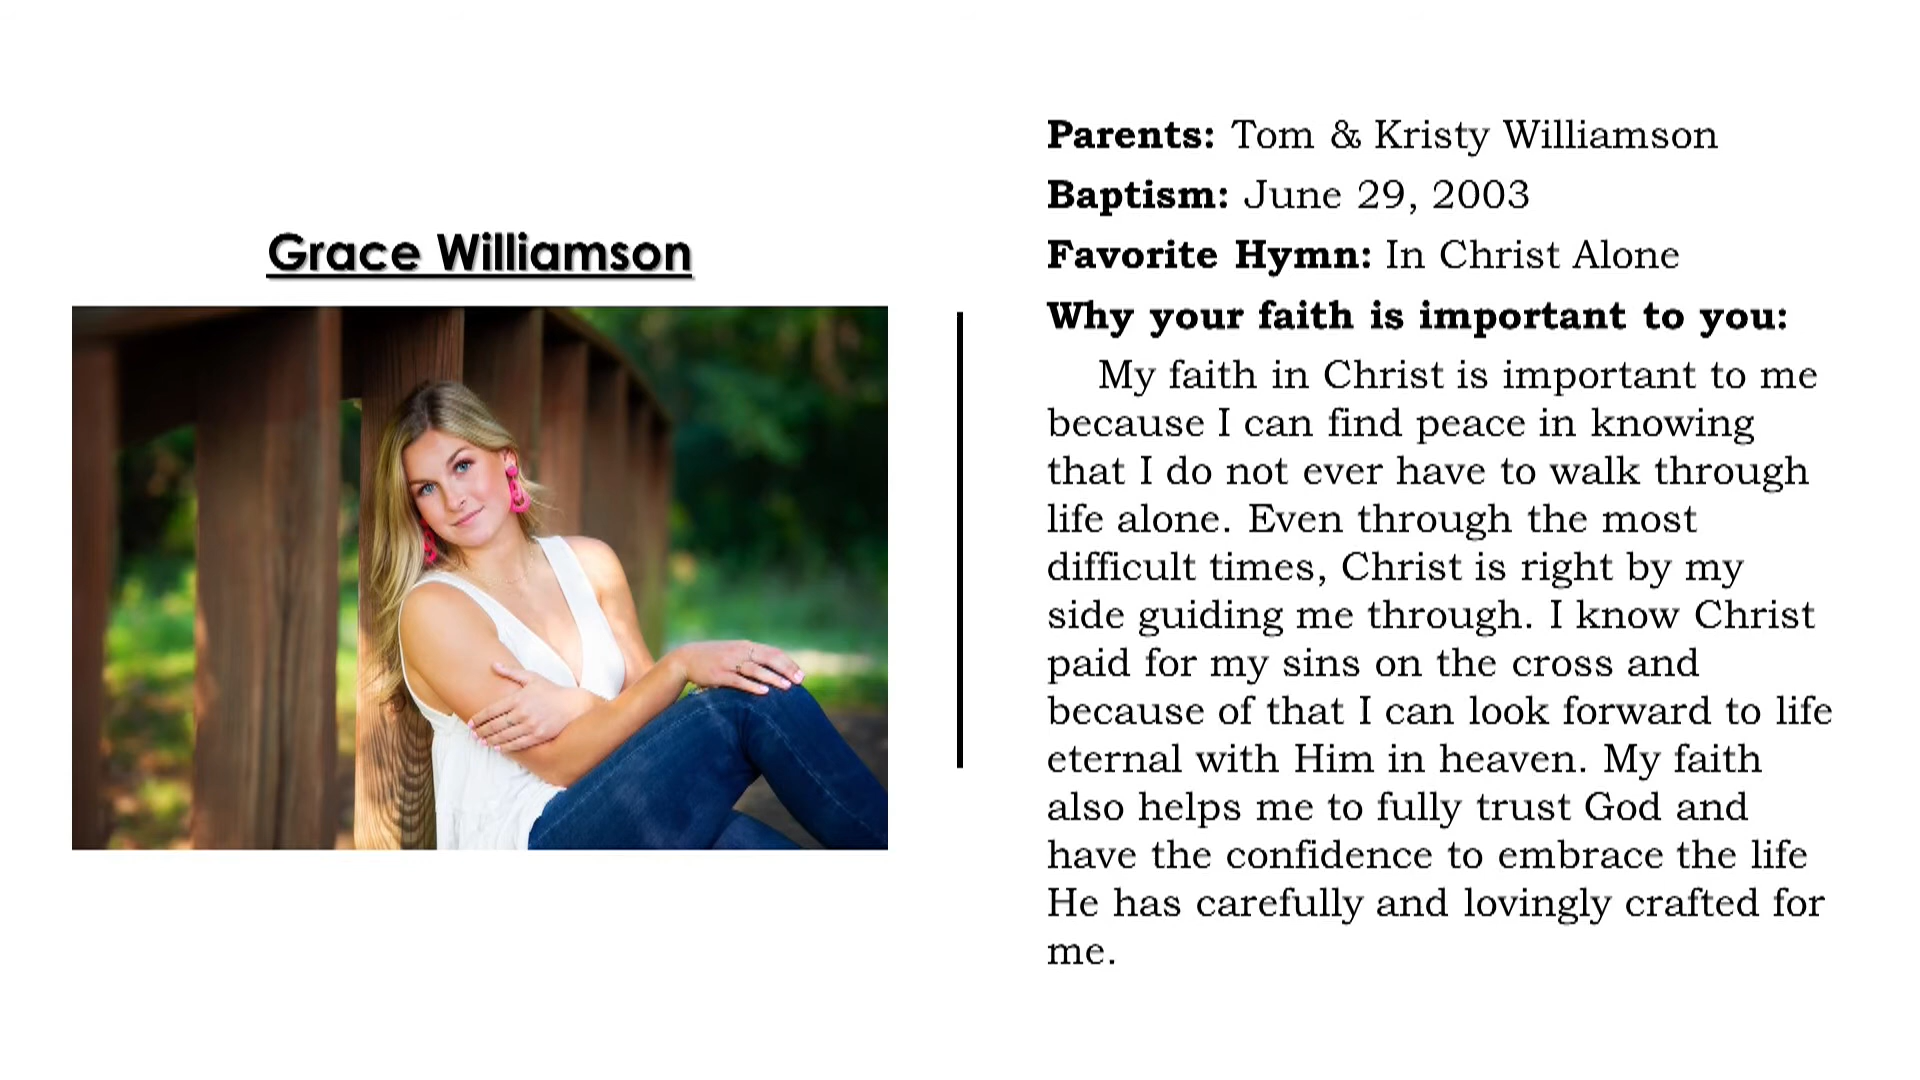 Grace Williamson
Parents: Tom & Kristy Williamson
Baptism: June 29, 2003
Favorite Hymn: In Christ Alone
Why your faith is important to you:
My faith in Christ is important to me
because I can find peace in knowing
that I do not ever have to walk through
life alone. Even through the most
difficult times, Christ is right by my
side guiding me through. I know Christ
paid for my sins on the cross and
because of that I can look forward to life
eternal with Him in heaven. My faith
also helps me to fully trust God and
have the confidence to embrace the life
He has carefully and lovingly crafted for
me.